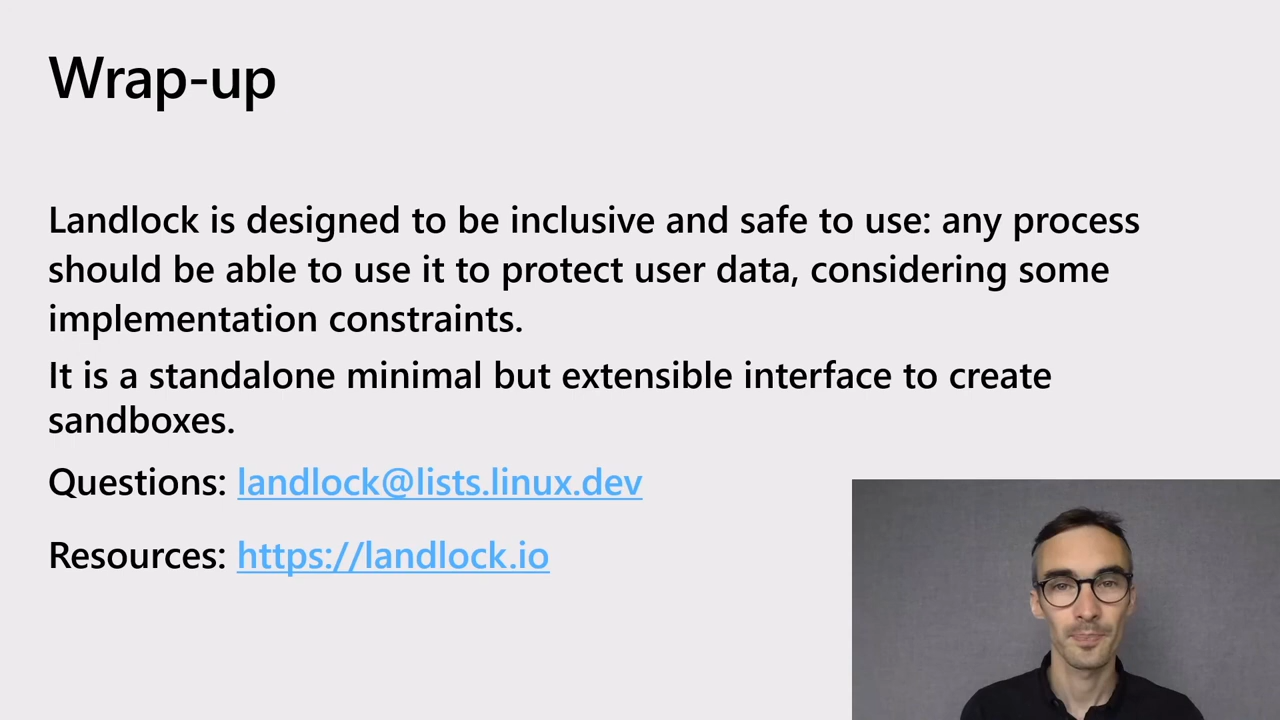 Wrap-up
Landlock is designed to be inclusive and safe to use: any process
should be able to use it to protect user data, considering some
implementation constraints.
It is a standalone minimal but extensible interface to create
sandboxes.
Questions: landlock@lists.linux.dev
Resources: https://landlock.io